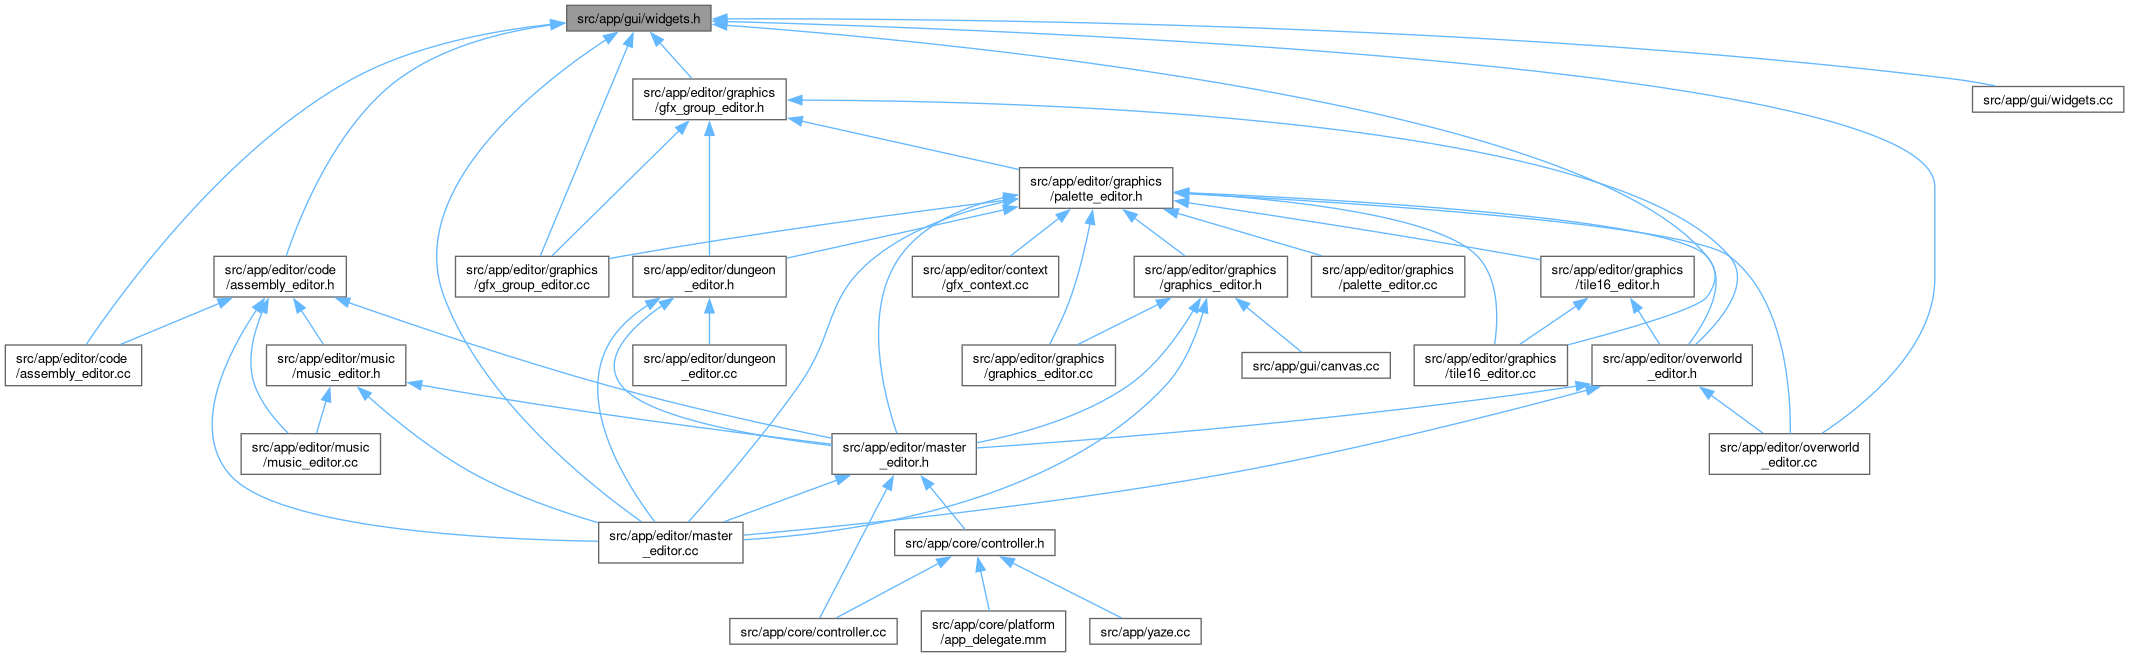 src/app/gui/widgets.h
src/app/editor/graphics
/gfx_group_editor.h
src/app/gui/widgets.cc
src/app/editor/graphics
/palette_editor.h
src/app/editor/code
/assembly_editor.h
src/app/editor/graphics
/gfx_group_editor.cc
src/app/editor/dungeon
_editor.h
src/app/editor/context
/gfx_context.cc
src/app/editor/graphics
/graphics_editor.h
src/app/editor/graphics
/palette_editor.cc
src/app/editor/graphics
/tile16_editor.h
src/app/editor/code
/assembly_editor.cc
src/app/editor/music
/music_editor.h
src/app/editor/dungeon
_editor.cc
src/app/editor/graphics
/graphics_editor.cc
src/app/gui/canvas.cc
src/app/editor/graphics
/tile16_editor.cc
src/app/editor/overworld
_editor.h
src/app/editor/music
/music_editor.cc
src/app/editor/master
_editor.h
src/app/editor/overworld
_editor.cc
src/app/editor/master
_editor.cc
src/app/core/controller.h
src/app/core/controller.cc
src/app/core/platform
/app_delegate.mm
src/app/yaze.cc